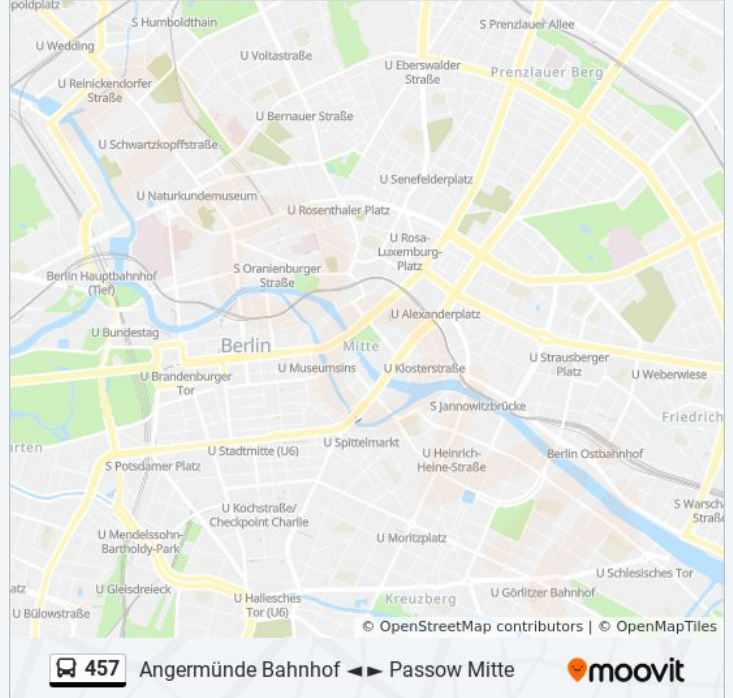 poldplatz
S Humboldthain
S Prenzlauer Allee
U Wedding
U Voltastraße
U Eberswalder
Straße
Prenzlauer Berg
U Reinickendorfer
Straße
U Bernauer Straße
U Schwartzkopffstraße
U Senefelderplatz
U Naturkundemuseum
U Rosenthaler Platz
U Rosa-
Luxemburg-
Platz
Berlin Hauptbahnhof
(Tief)
S Oranienburger
Straße
U Alexanderplatz
U Bundestag
Berlin
Mitte
U Strausberger
Platz
U Brandenburger
Tor
U Museumsins
U Klosterstraße
U Weberwiese
S Jannowitzbrücke
Friedrich
rten
U Stadtmitte (U6)
U Spittelmarkt
U Heinrich-
Heine-Straße
Berlin Ostbahnhof
S Potsdamer Platz
U Kochstraße/
Checkpoint Charlie
S Warsch
Straße
U Mendelssohn-
Bartholdy-Park
U Moritzplatz
U Schlesisches Tor
atz
U Gleisdreieck
U Hallesches
Tor (U6)
Kreuzberg
U Görlitzer Bahnhof
U Bülowstraße
© OpenStreetMap contributors | © OpenMapTiles
457 Angermünde Bahnhof ◄ ► Passow Mitte
moovit